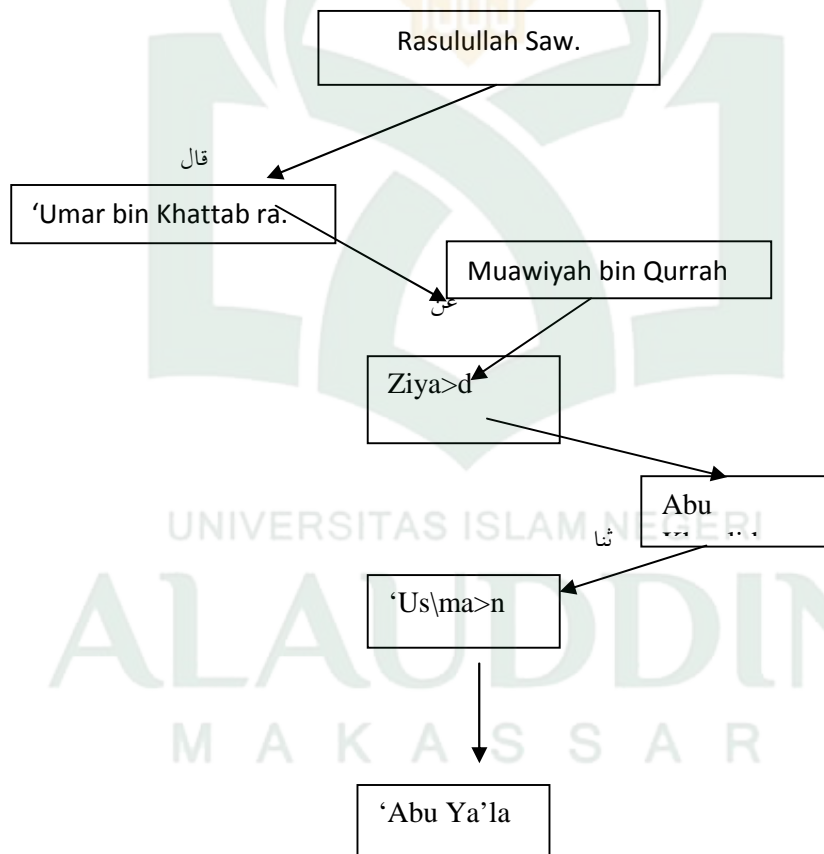 Rasulullah Saw.
قال
‘Umar bin Khattab ra.
Muawiyah bin Qurrah
عن
Ziya>d
Abu
UNIVERSITAS ISLAM NEGERI
ثنا
‘Us\ma>n
ALAUDDIN
MAKASSAR
‘Abu Ya’la